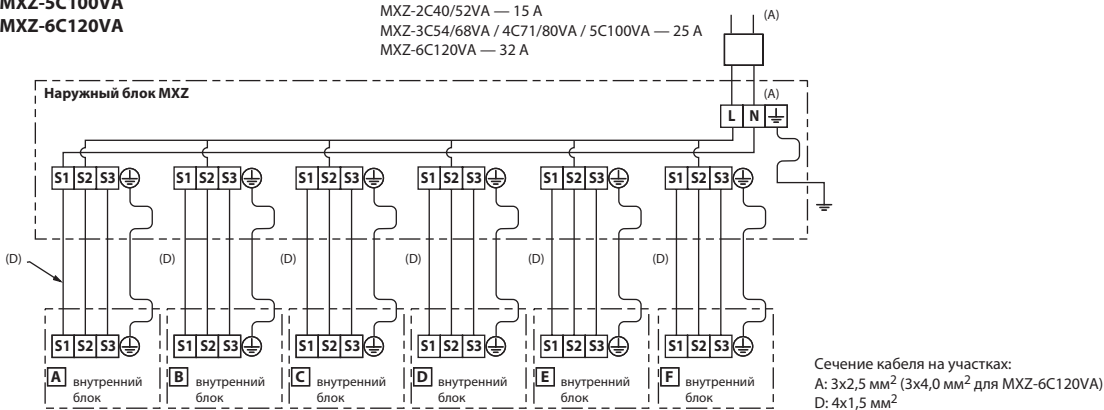 MXZ-5C100VA
MXZ-6C120VA
MXZ-2C40/52VA — 15 A
MXZ-3C54/68VA / 4C71/80VA / 5C100VA — 25 A
MXZ-6C120VA — 32 A
(A)
Наружный блок MXZ
(A)
L N
S1 S2 S3 S1 S2 S3 S1 S2 S3 S1 S2 S3 S1 S2 S3 S1 S2 S3
(D) (D) (D) (D) (D) (D)
S1 S2 S3 S1 S2 S3 S1 S2 S3 S1 S2 S3 S1 S2 S3 S1 S2 S3
A внутренний блок
B внутренний блок
C внутренний блок
D внутренний блок
E внутренний блок
F внутренний блок
Сечение кабеля на участках:
A: 3x2,5 мм2 (3x4,0 мм2 для MXZ-6C120VA)
D: 4x1,5 мм2